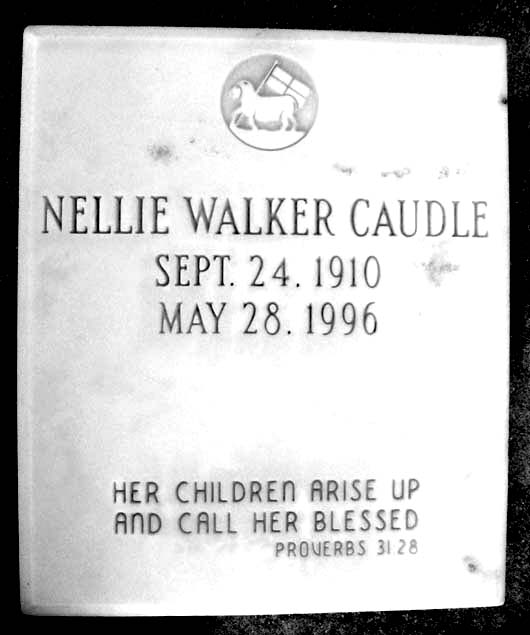 NELLIE WALKER CAUDLE
SEPT. 24. 1910
MAY 28. 1996
HER CHILDREN ARISE UP
AND CALL HER BLESSED
PROVERBS 31:28